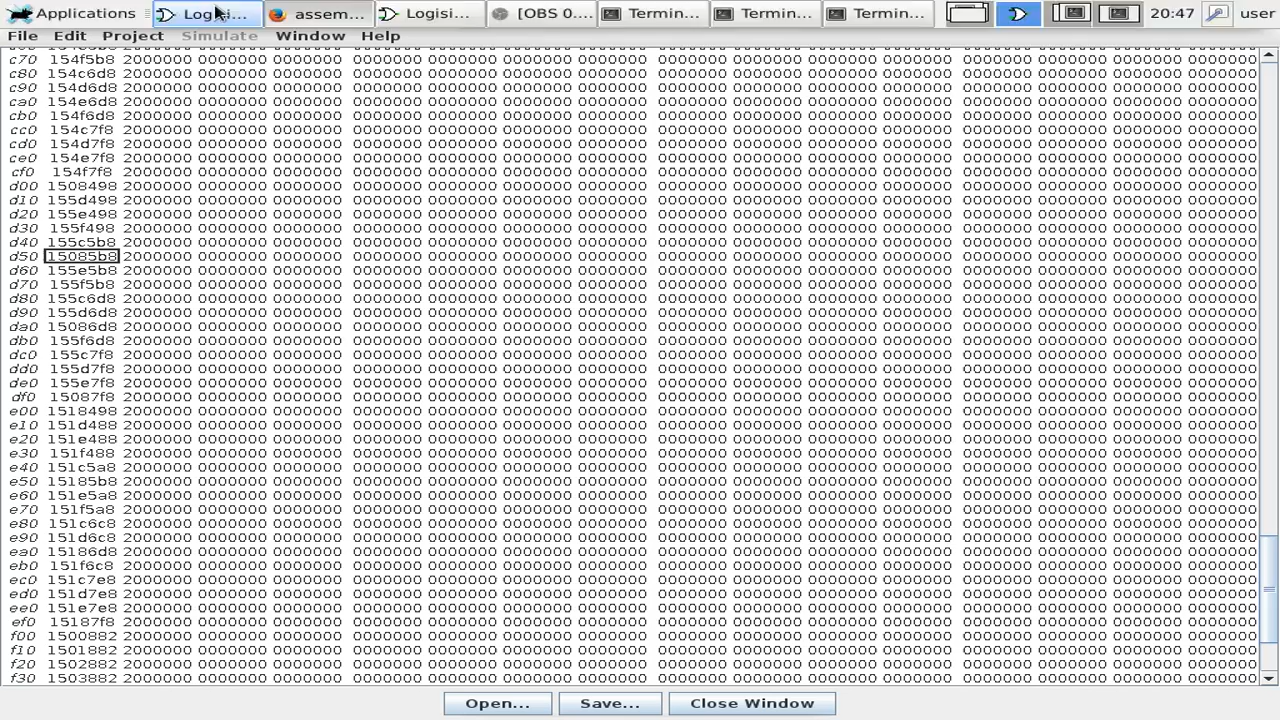 Applications Logisi... assem... Logisi... [OBS 0.... Termin... Termin... Termin... 20:47 user
File Edit Project Simulate Window Help
c70 154f5b8 2000000 0000000 0000000 0000000 0000000 0000000 0000000 0000000 0000000 0000000 0000000 0000000 0000000 0000000 0000000
c80 154c6d8 2000000 0000000 0000000 0000000 0000000 0000000 0000000 0000000 0000000 0000000 0000000 0000000 0000000 0000000 0000000
c90 154d6d8 2000000 0000000 0000000 0000000 0000000 0000000 0000000 0000000 0000000 0000000 0000000 0000000 0000000 0000000 0000000
ca0 154e6d8 2000000 0000000 0000000 0000000 0000000 0000000 0000000 0000000 0000000 0000000 0000000 0000000 0000000 0000000 0000000
cb0 154f6d8 2000000 0000000 0000000 0000000 0000000 0000000 0000000 0000000 0000000 0000000 0000000 0000000 0000000 0000000 0000000
cc0 154c7f8 2000000 0000000 0000000 0000000 0000000 0000000 0000000 0000000 0000000 0000000 0000000 0000000 0000000 0000000 0000000
cd0 154d7f8 2000000 0000000 0000000 0000000 0000000 0000000 0000000 0000000 0000000 0000000 0000000 0000000 0000000 0000000 0000000
ce0 154e7f8 2000000 0000000 0000000 0000000 0000000 0000000 0000000 0000000 0000000 0000000 0000000 0000000 0000000 0000000 0000000
cf0 154f7f8 2000000 0000000 0000000 0000000 0000000 0000000 0000000 0000000 0000000 0000000 0000000 0000000 0000000 0000000 0000000
d00 1508498 2000000 0000000 0000000 0000000 0000000 0000000 0000000 0000000 0000000 0000000 0000000 0000000 0000000 0000000 0000000
d10 155d498 2000000 0000000 0000000 0000000 0000000 0000000 0000000 0000000 0000000 0000000 0000000 0000000 0000000 0000000 0000000
d20 155e498 2000000 0000000 0000000 0000000 0000000 0000000 0000000 0000000 0000000 0000000 0000000 0000000 0000000 0000000 0000000
d30 155f498 2000000 0000000 0000000 0000000 0000000 0000000 0000000 0000000 0000000 0000000 0000000 0000000 0000000 0000000 0000000
d40 155c5b8 2000000 0000000 0000000 0000000 0000000 0000000 0000000 0000000 0000000 0000000 0000000 0000000 0000000 0000000 0000000
d50 15085b8 2000000 0000000 0000000 0000000 0000000 0000000 0000000 0000000 0000000 0000000 0000000 0000000 0000000 0000000 0000000
d60 155e5b8 2000000 0000000 0000000 0000000 0000000 0000000 0000000 0000000 0000000 0000000 0000000 0000000 0000000 0000000 0000000
d70 155f5b8 2000000 0000000 0000000 0000000 0000000 0000000 0000000 0000000 0000000 0000000 0000000 0000000 0000000 0000000 0000000
d80 155c6d8 2000000 0000000 0000000 0000000 0000000 0000000 0000000 0000000 0000000 0000000 0000000 0000000 0000000 0000000 0000000
d90 155d6d8 2000000 0000000 0000000 0000000 0000000 0000000 0000000 0000000 0000000 0000000 0000000 0000000 0000000 0000000 0000000
da0 15086d8 2000000 0000000 0000000 0000000 0000000 0000000 0000000 0000000 0000000 0000000 0000000 0000000 0000000 0000000 0000000
db0 155f6d8 2000000 0000000 0000000 0000000 0000000 0000000 0000000 0000000 0000000 0000000 0000000 0000000 0000000 0000000 0000000
dc0 155c7f8 2000000 0000000 0000000 0000000 0000000 0000000 0000000 0000000 0000000 0000000 0000000 0000000 0000000 0000000 0000000
dd0 155d7f8 2000000 0000000 0000000 0000000 0000000 0000000 0000000 0000000 0000000 0000000 0000000 0000000 0000000 0000000 0000000
de0 155e7f8 2000000 0000000 0000000 0000000 0000000 0000000 0000000 0000000 0000000 0000000 0000000 0000000 0000000 0000000 0000000
df0 15087f8 2000000 0000000 0000000 0000000 0000000 0000000 0000000 0000000 0000000 0000000 0000000 0000000 0000000 0000000 0000000
e00 1518498 2000000 0000000 0000000 0000000 0000000 0000000 0000000 0000000 0000000 0000000 0000000 0000000 0000000 0000000 0000000
e10 151d488 2000000 0000000 0000000 0000000 0000000 0000000 0000000 0000000 0000000 0000000 0000000 0000000 0000000 0000000 0000000
e20 151e488 2000000 0000000 0000000 0000000 0000000 0000000 0000000 0000000 0000000 0000000 0000000 0000000 0000000 0000000 0000000
e30 151f488 2000000 0000000 0000000 0000000 0000000 0000000 0000000 0000000 0000000 0000000 0000000 0000000 0000000 0000000 0000000
e40 151c5a8 2000000 0000000 0000000 0000000 0000000 0000000 0000000 0000000 0000000 0000000 0000000 0000000 0000000 0000000 0000000
e50 15185b8 2000000 0000000 0000000 0000000 0000000 0000000 0000000 0000000 0000000 0000000 0000000 0000000 0000000 0000000 0000000
e60 151e5a8 2000000 0000000 0000000 0000000 0000000 0000000 0000000 0000000 0000000 0000000 0000000 0000000 0000000 0000000 0000000
e70 151f5a8 2000000 0000000 0000000 0000000 0000000 0000000 0000000 0000000 0000000 0000000 0000000 0000000 0000000 0000000 0000000
e80 151c6c8 2000000 0000000 0000000 0000000 0000000 0000000 0000000 0000000 0000000 0000000 0000000 0000000 0000000 0000000 0000000
e90 151d6c8 2000000 0000000 0000000 0000000 0000000 0000000 0000000 0000000 0000000 0000000 0000000 0000000 0000000 0000000 0000000
ea0 15186d8 2000000 0000000 0000000 0000000 0000000 0000000 0000000 0000000 0000000 0000000 0000000 0000000 0000000 0000000 0000000
eb0 151f6c8 2000000 0000000 0000000 0000000 0000000 0000000 0000000 0000000 0000000 0000000 0000000 0000000 0000000 0000000 0000000
ec0 151c7e8 2000000 0000000 0000000 0000000 0000000 0000000 0000000 0000000 0000000 0000000 0000000 0000000 0000000 0000000 0000000
ed0 151d7e8 2000000 0000000 0000000 0000000 0000000 0000000 0000000 0000000 0000000 0000000 0000000 0000000 0000000 0000000 0000000
ee0 151e7e8 2000000 0000000 0000000 0000000 0000000 0000000 0000000 0000000 0000000 0000000 0000000 0000000 0000000 0000000 0000000
ef0 15187f8 2000000 0000000 0000000 0000000 0000000 0000000 0000000 0000000 0000000 0000000 0000000 0000000 0000000 0000000 0000000
f00 1500882 2000000 0000000 0000000 0000000 0000000 0000000 0000000 0000000 0000000 0000000 0000000 0000000 0000000 0000000 0000000
f10 1501882 2000000 0000000 0000000 0000000 0000000 0000000 0000000 0000000 0000000 0000000 0000000 0000000 0000000 0000000 0000000
f20 1502882 2000000 0000000 0000000 0000000 0000000 0000000 0000000 0000000 0000000 0000000 0000000 0000000 0000000 0000000 0000000
f30 1503882 2000000 0000000 0000000 0000000 0000000 0000000 0000000 0000000 0000000 0000000 0000000 0000000 0000000 0000000 0000000
Open... Save... Close Window